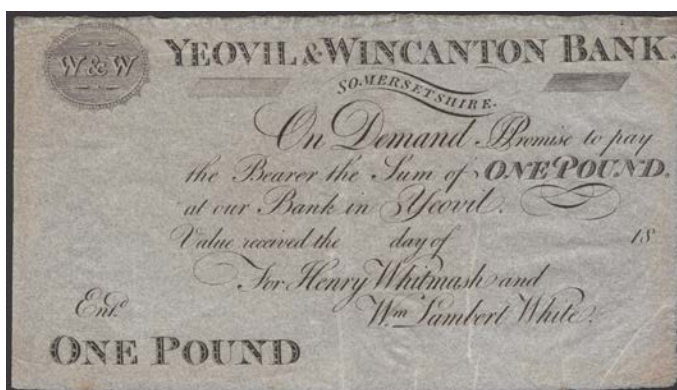 W&W
YEOVIL & WINCANTON BANK.
SOMERSETSHIRE.
On Demand I Promise to pay
the Bearer the Sum of ONE POUND.
at our Bank in Yeovil.
Value received the day of 18
For Henry Whitmash and
Wm Lambert White.
Entd
ONE POUND